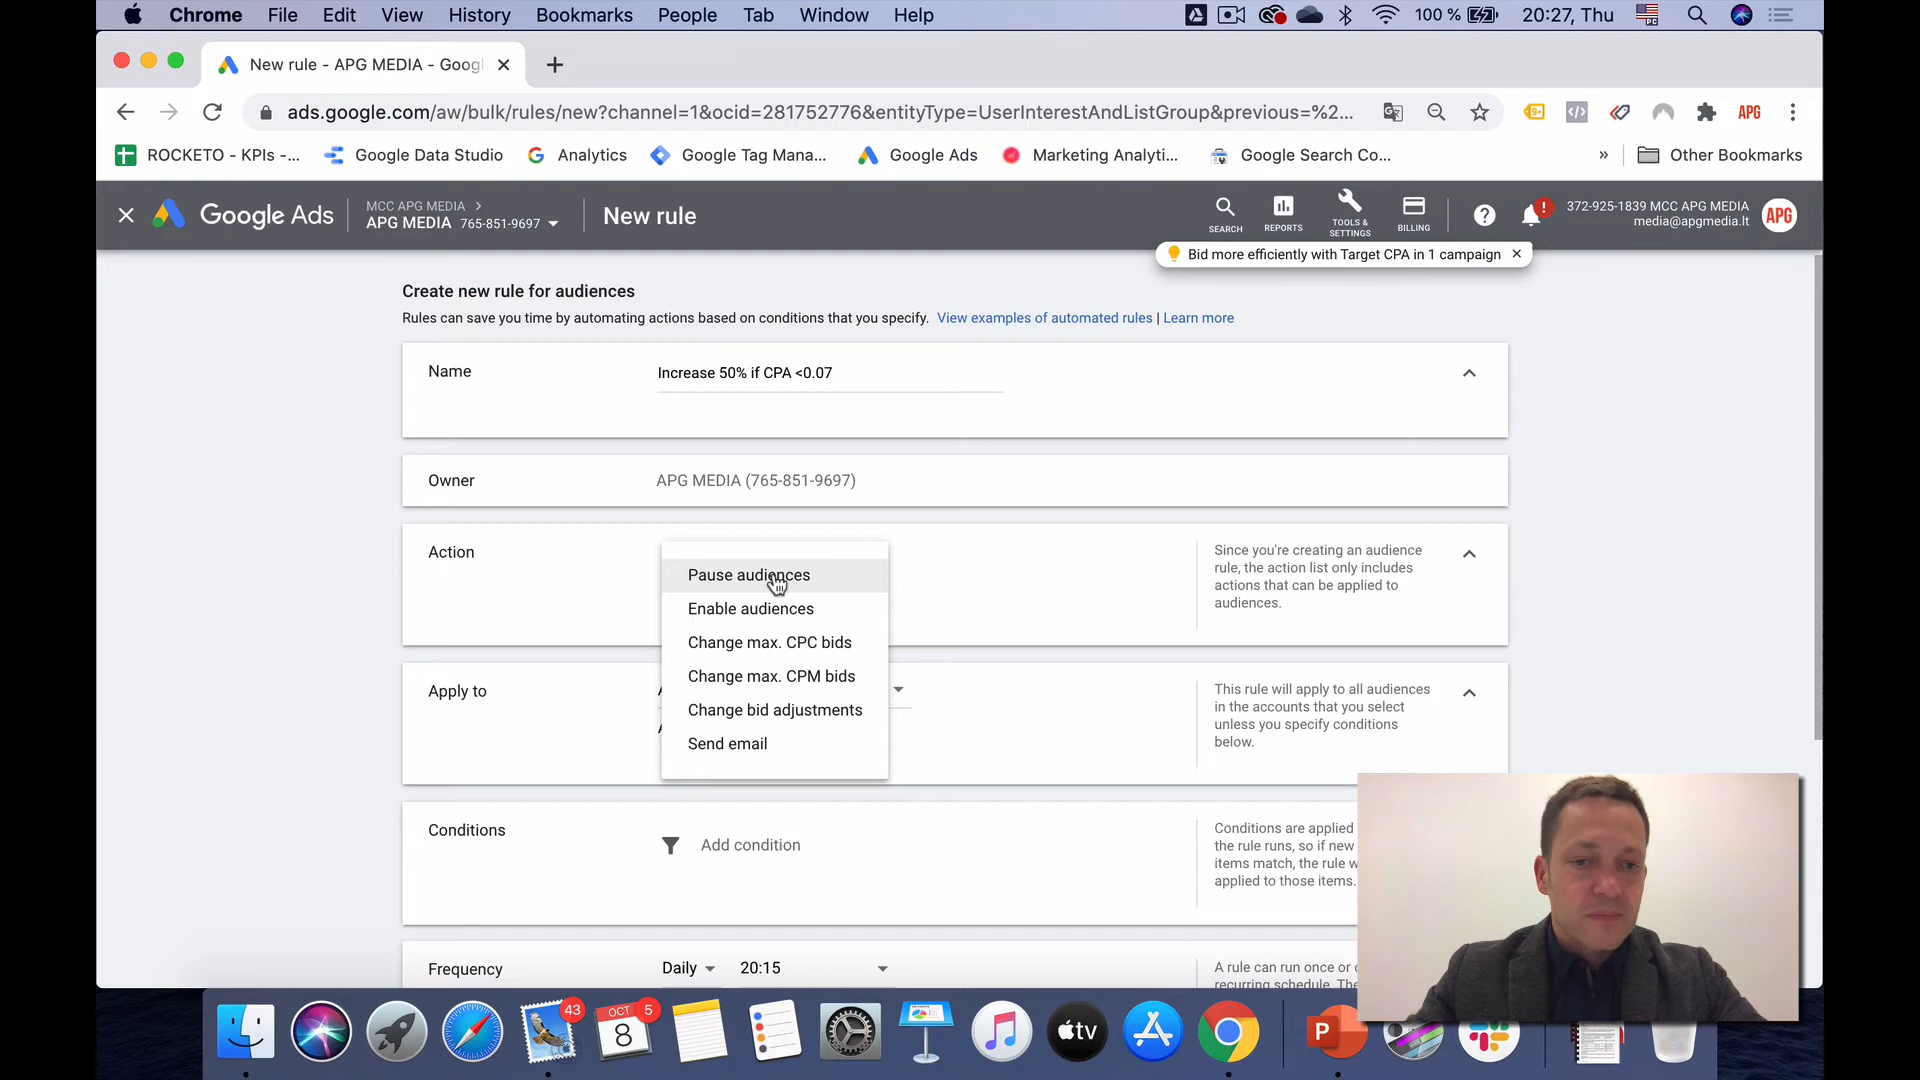 Chrome File Edit View History Bookmarks People Tab Window Help
100 % 20:27, Thu
New rule - APG MEDIA - Goog
ads.google.com/aw/bulk/rules/new?channel=1&ocid=281752776&entityType=UserInterestAndListGroup&previous=%2...
APG
ROCKETO - KPIs -... Google Data Studio Analytics Google Tag Mana... Google Ads Marketing Analyti... Google Search Co... » Other Bookmarks
Google Ads
MCC APG MEDIA
APG MEDIA 765-851-9697
New rule
SEARCH
REPORTS
TOOLS &
SETTINGS
BILLING
372-925-1839 MCC APG MEDIA
media@apgmedia.lt
APG
Bid more efficiently with Target CPA in 1 campaign
Create new rule for audiences
Rules can save you time by automating actions based on conditions that you specify. View examples of automated rules | Learn more
Name
Increase 50% if CPA <0.07
Owner
APG MEDIA (765-851-9697)
Action
Pause audiences
Enable audiences
Change max. CPC bids
Change max. CPM bids
Change bid adjustments
Send email
Since you're creating an audience
rule, the action list only includes
actions that can be applied to
audiences.
Apply to
This rule will apply to all audiences
in the accounts that you select
unless you specify conditions
below.
Conditions
Add condition
Conditions are applied
the rule runs, so if new
items match, the rule w
applied to those items.
Frequency
Daily
20:15
A rule can run once or
recurring schedule. The
43
OCT
8
5
tv
P